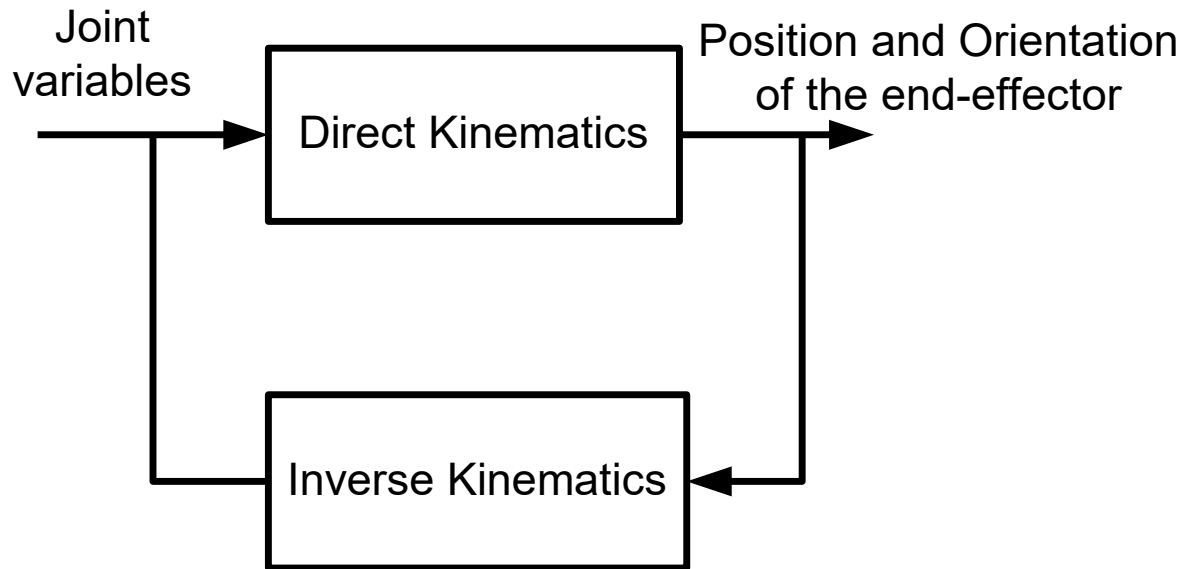 Joint
variables
Direct Kinematics
Position and Orientation
of the end-effector
Inverse Kinematics